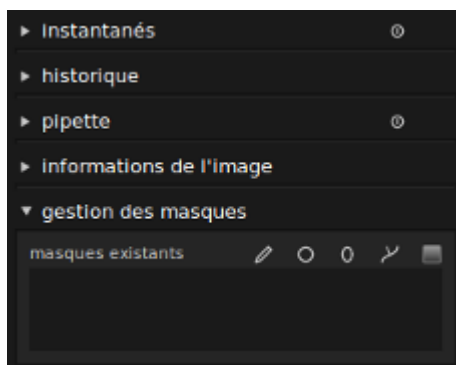 instantanés
historique
pipette
informations de l'image
gestion des masques
masques existants